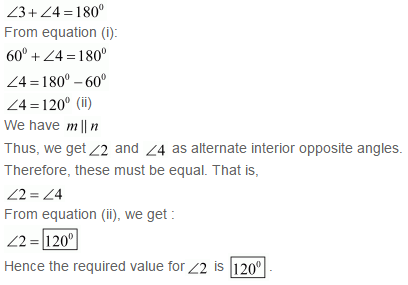 ∠3 + ∠4 = 180⁰
From equation (i):
60⁰ + ∠4 = 180⁰
∠4 = 180⁰ − 60⁰
∠4 = 120⁰ (ii)
We have m || n
Thus, we get ∠2 and ∠4 as alternate interior opposite angles.
Therefore, these must be equal. That is,
∠2 = ∠4
From equation (ii), we get :
∠2 = 120⁰
Hence the required value for ∠2 is 120⁰ .